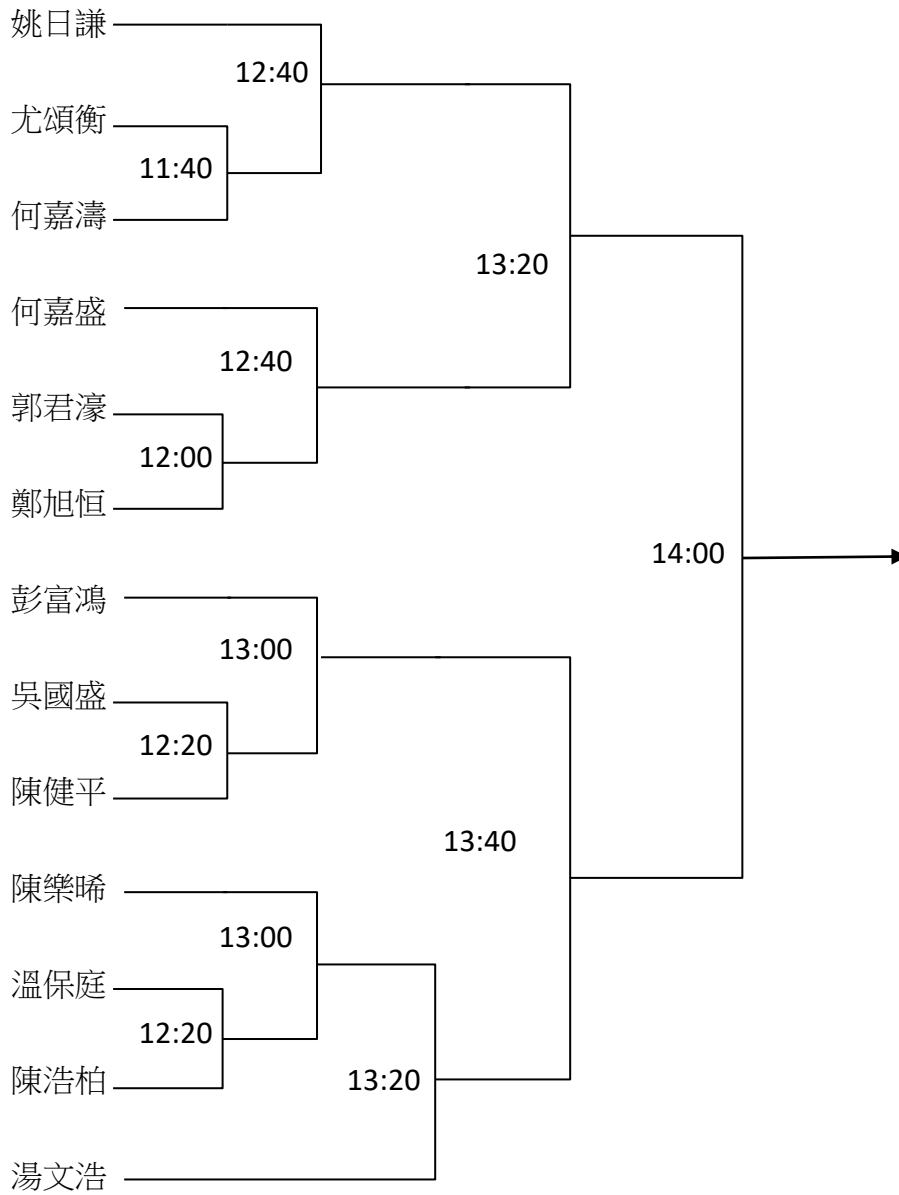 姚日謙
12:40
尤頌衡
11:40
何嘉濤
13:20
何嘉盛
12:40
郭君濠
12:00
鄭旭恒
14:00
彭富鴻
13:00
吳國盛
12:20
陳健平
13:40
陳樂晞
13:00
溫保庭
12:20
陳浩柏
13:20
湯文浩